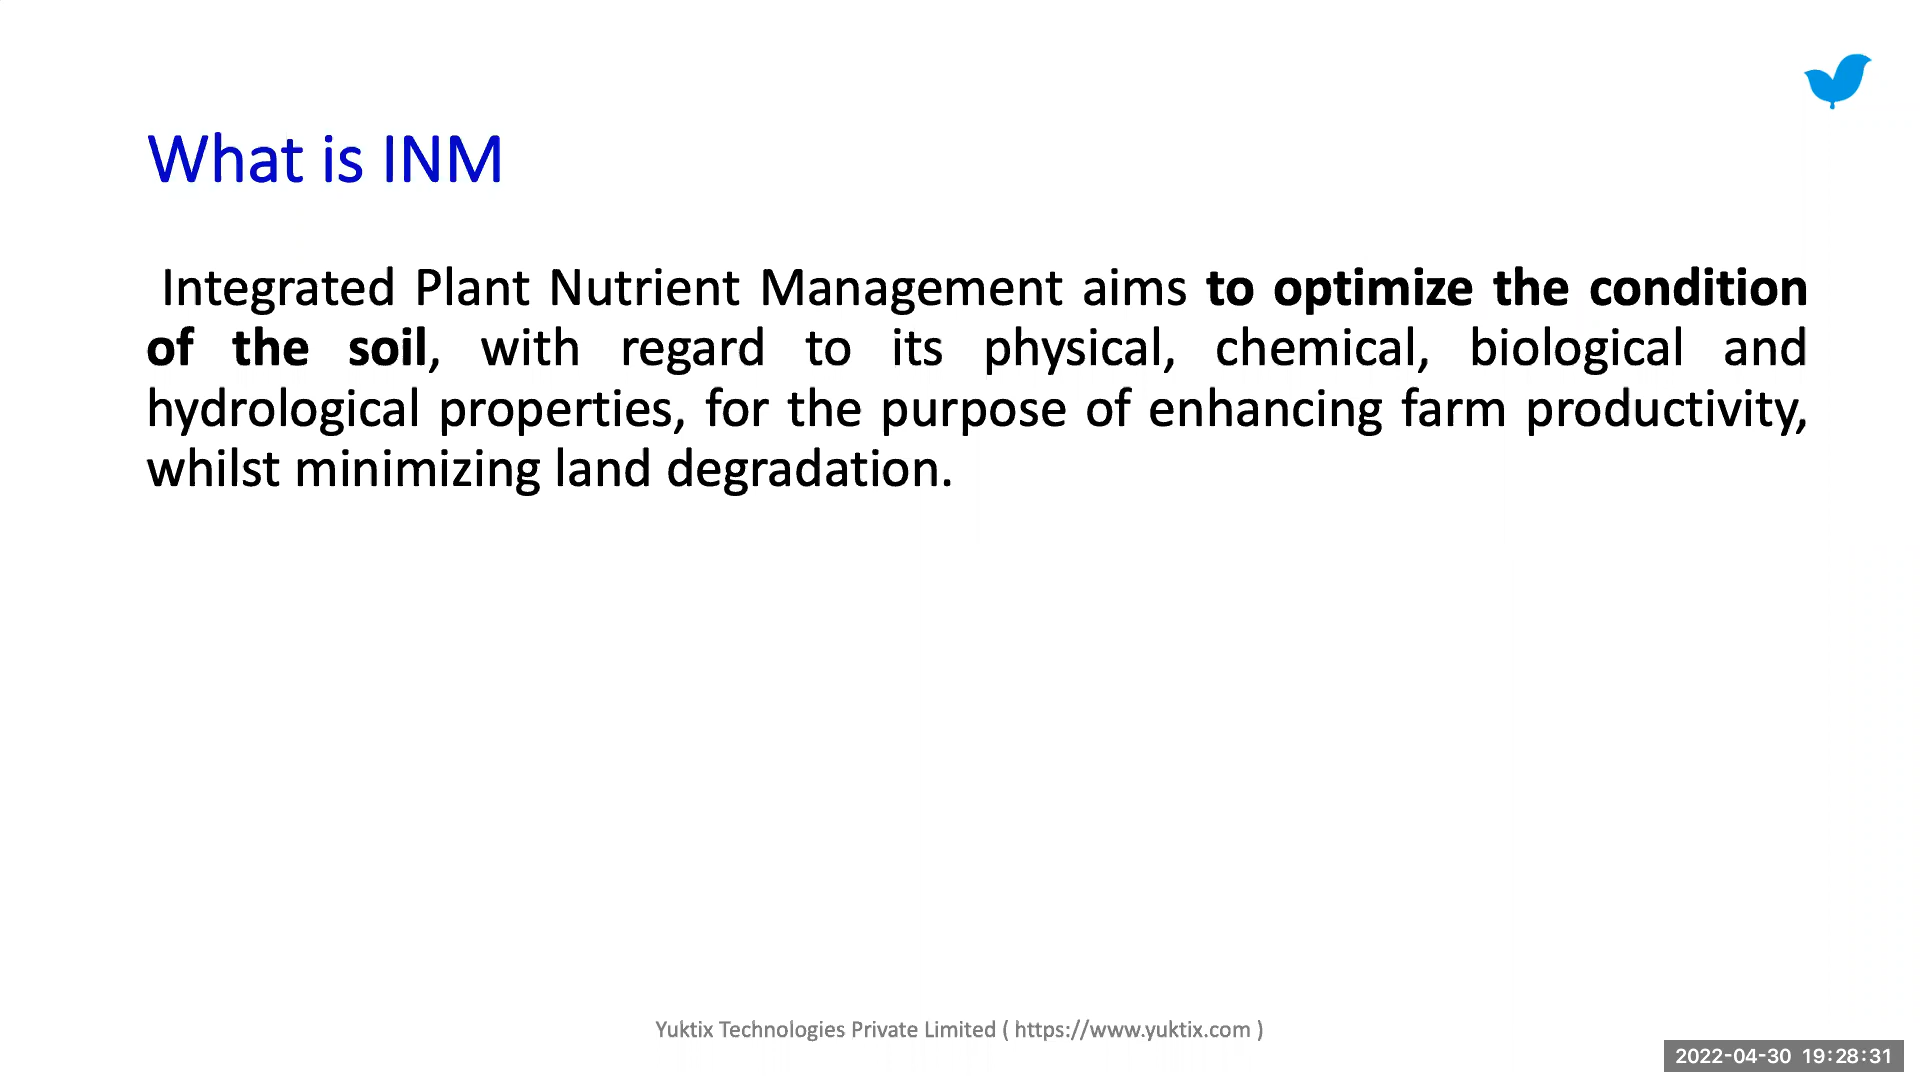 What is INM
Integrated Plant Nutrient Management aims to optimize the condition
of the soil, with regard to its physical, chemical, biological and
hydrological properties, for the purpose of enhancing farm productivity,
whilst minimizing land degradation.
Yuktix Technologies Private Limited ( https://www.yuktix.com )
2022-04-30 19:28:31